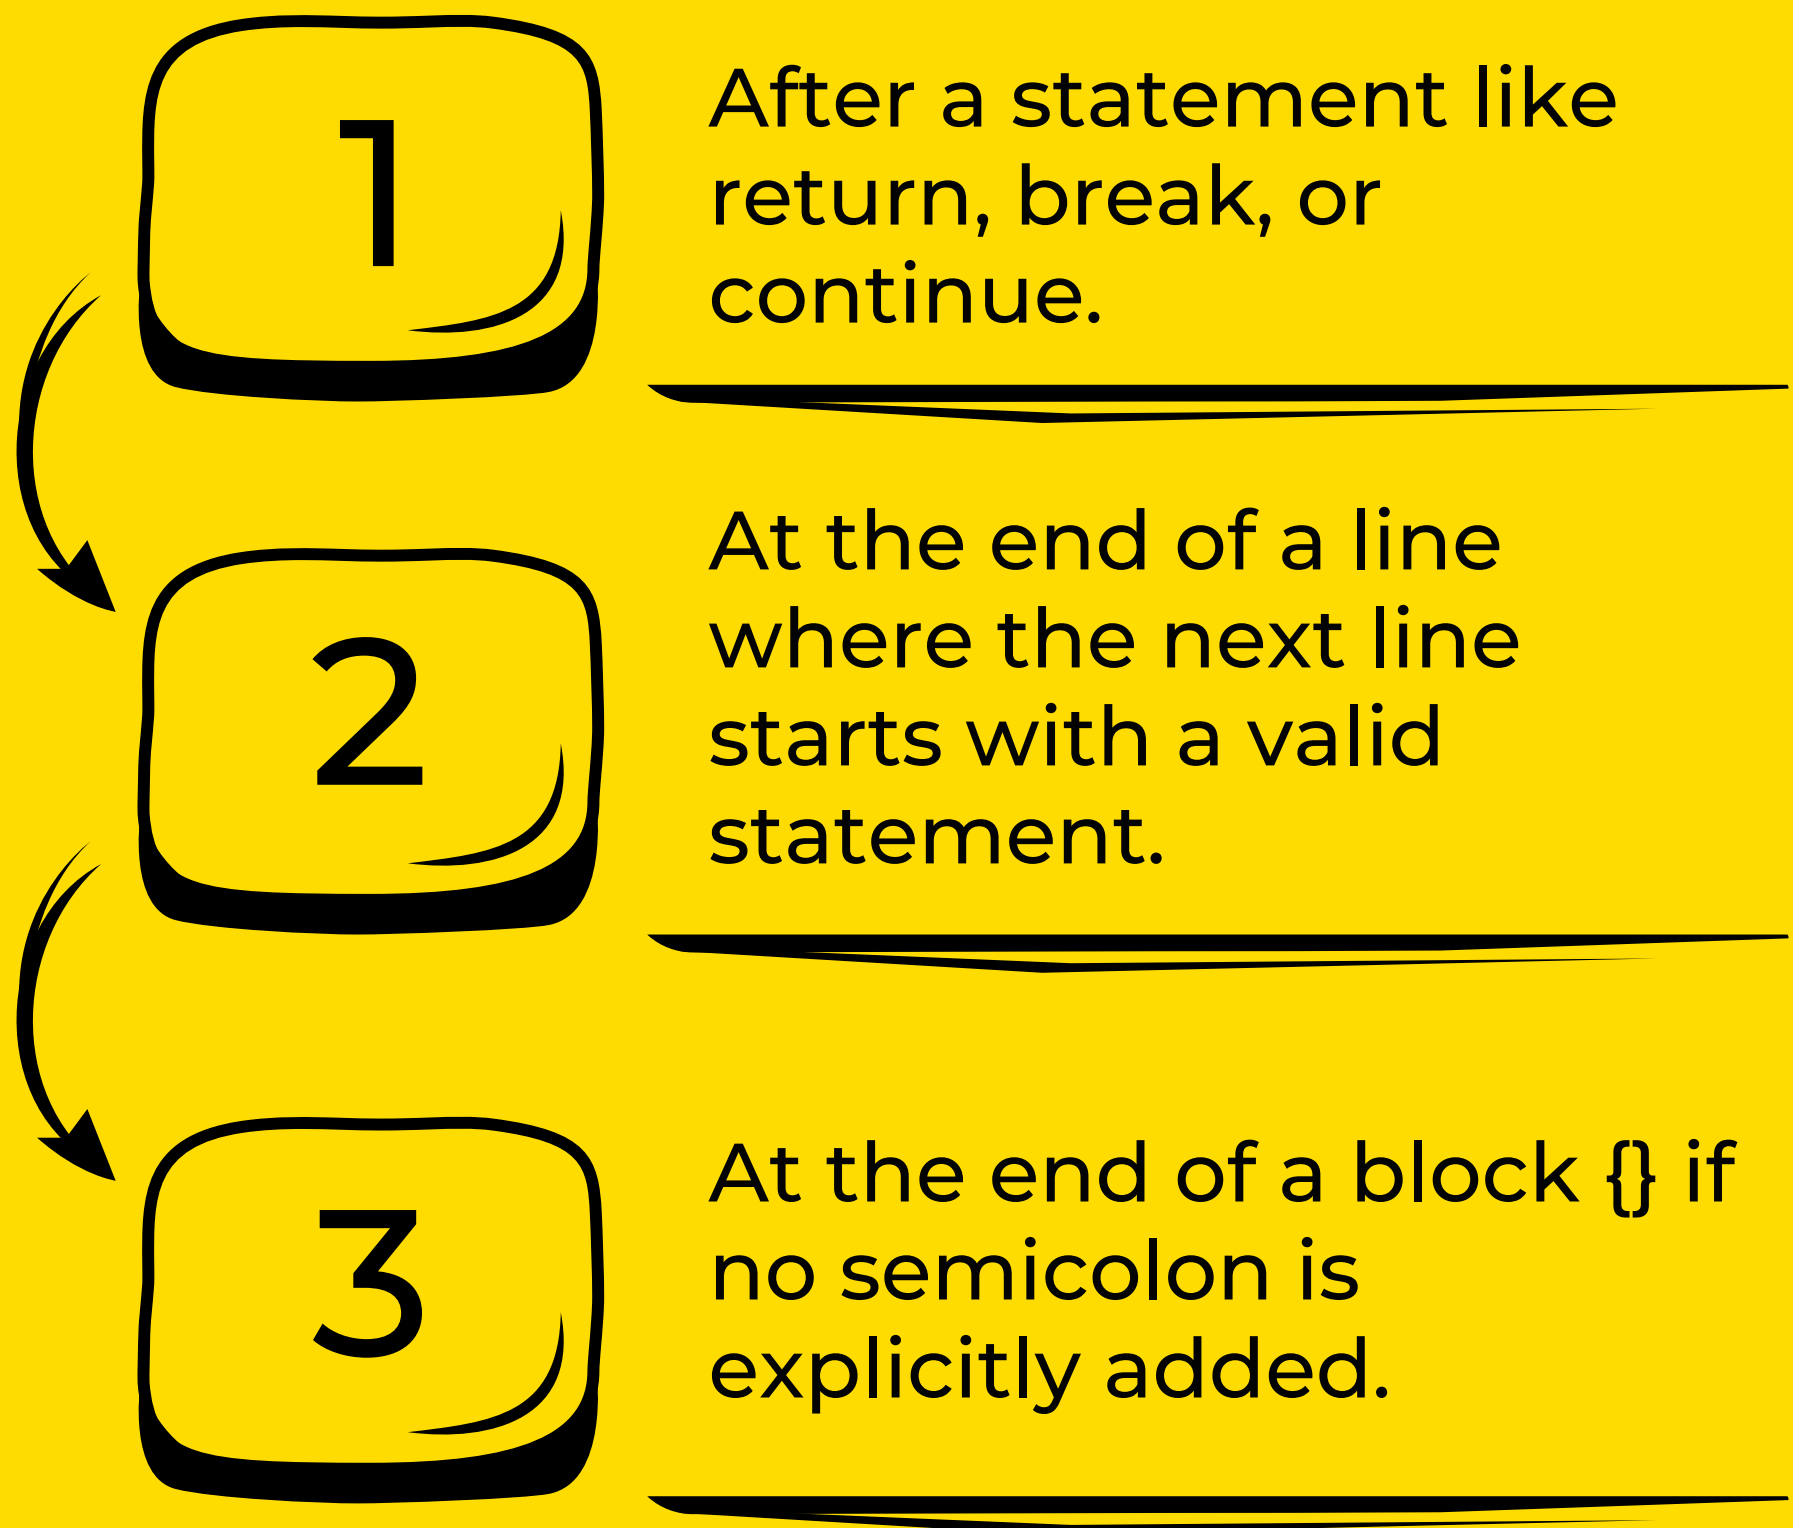 1
After a statement like
return, break, or
continue.
2
At the end of a line
where the next line
starts with a valid
statement.
3
At the end of a block {} if
no semicolon is
explicitly added.